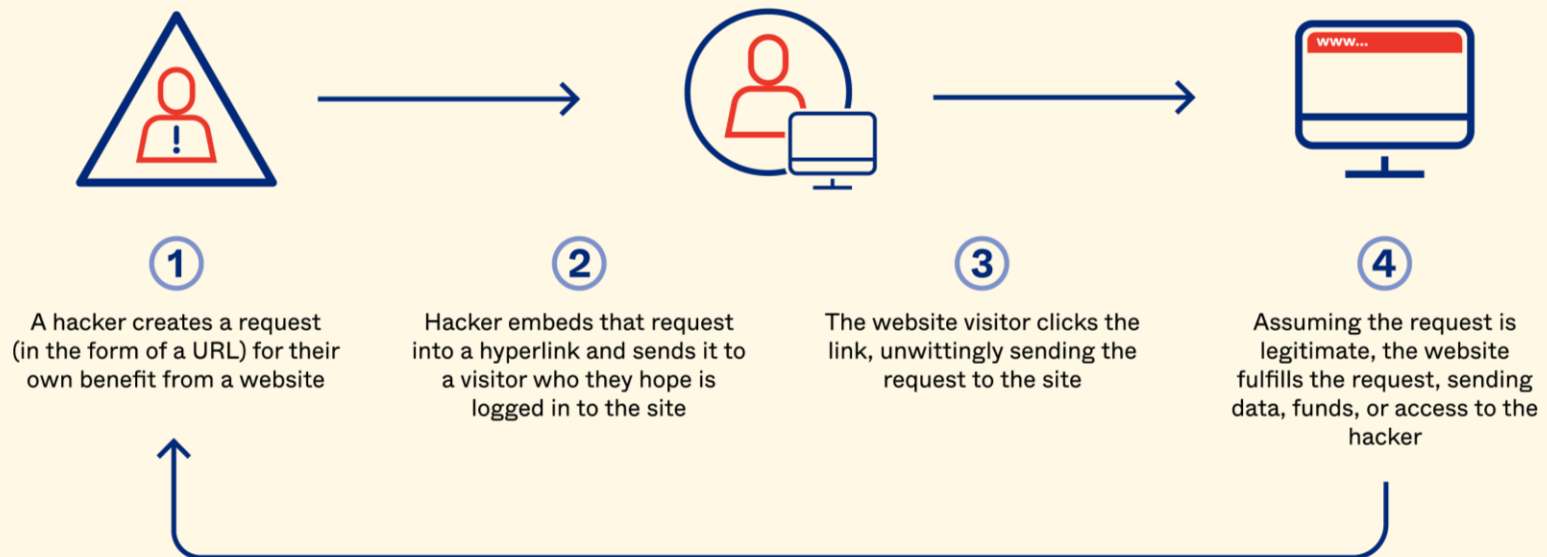 www...
1
A hacker creates a request
(in the form of a URL) for their
own benefit from a website
2
Hacker embeds that request
into a hyperlink and sends it to
a visitor who they hope is
logged in to the site
3
The website visitor clicks the
link, unwittingly sending the
request to the site
4
Assuming the request is
legitimate, the website
fulfills the request, sending
data, funds, or access to the
hacker